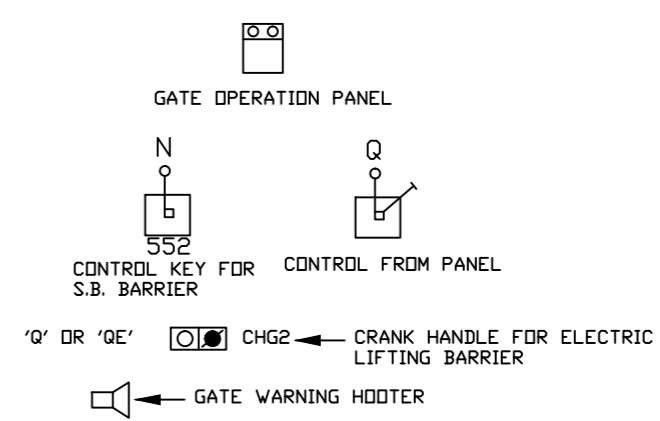 GATE OPERATION PANEL
N
Q
552
CONTROL KEY FOR
S.B. BARRIER
CONTROL FROM PANEL
'Q' OR 'QE'
CHG2
CRANK HANDLE FOR ELECTRIC
LIFTING BARRIER
GATE WARNING HOOTER